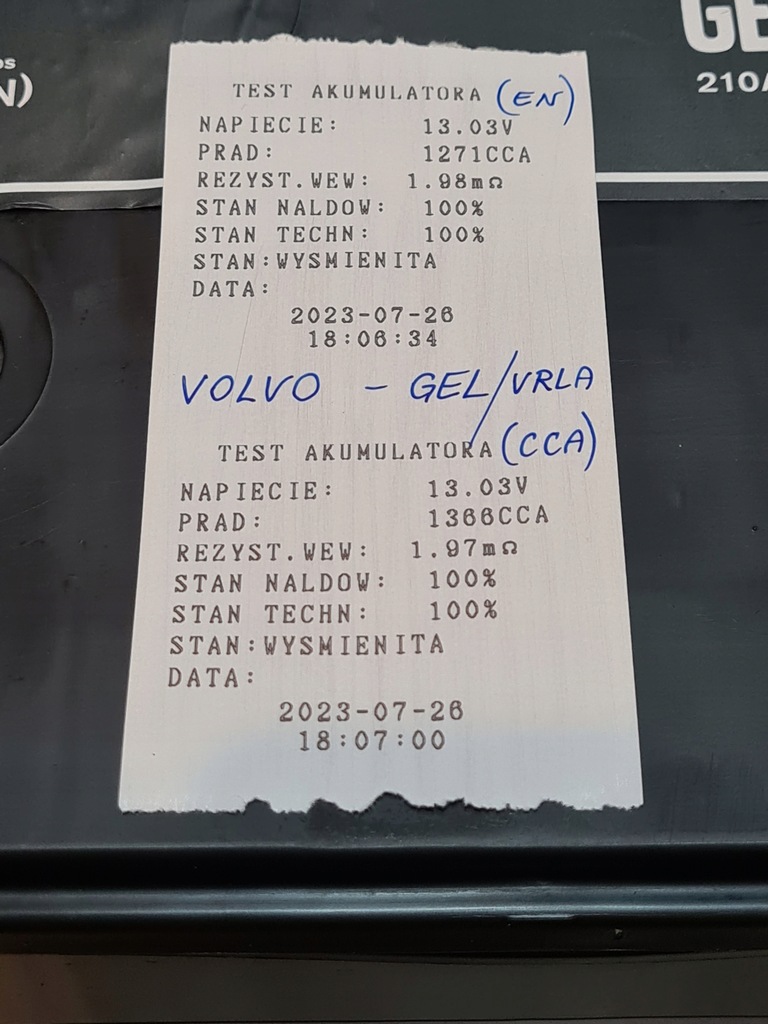 GE
210
N)
TEST AKUMULATORA (EN)
NAPIECIE: 13.03V
PRAD: 1271CCA
REZYST.WEW: 1.98mΩ
STAN NALDOW: 100%
STAN TECHN: 100%
STAN:WYSMIENITA
DATA:
2023-07-26
18:06:34
VOLVO - GEL/VRLA
TEST AKUMULATORA (CCA)
NAPIECIE: 13.03V
PRAD: 1366CCA
REZYST.WEW: 1.97mΩ
STAN NALDOW: 100%
STAN TECHN: 100%
STAN:WYSMIENITA
DATA:
2023-07-26
18:07:00